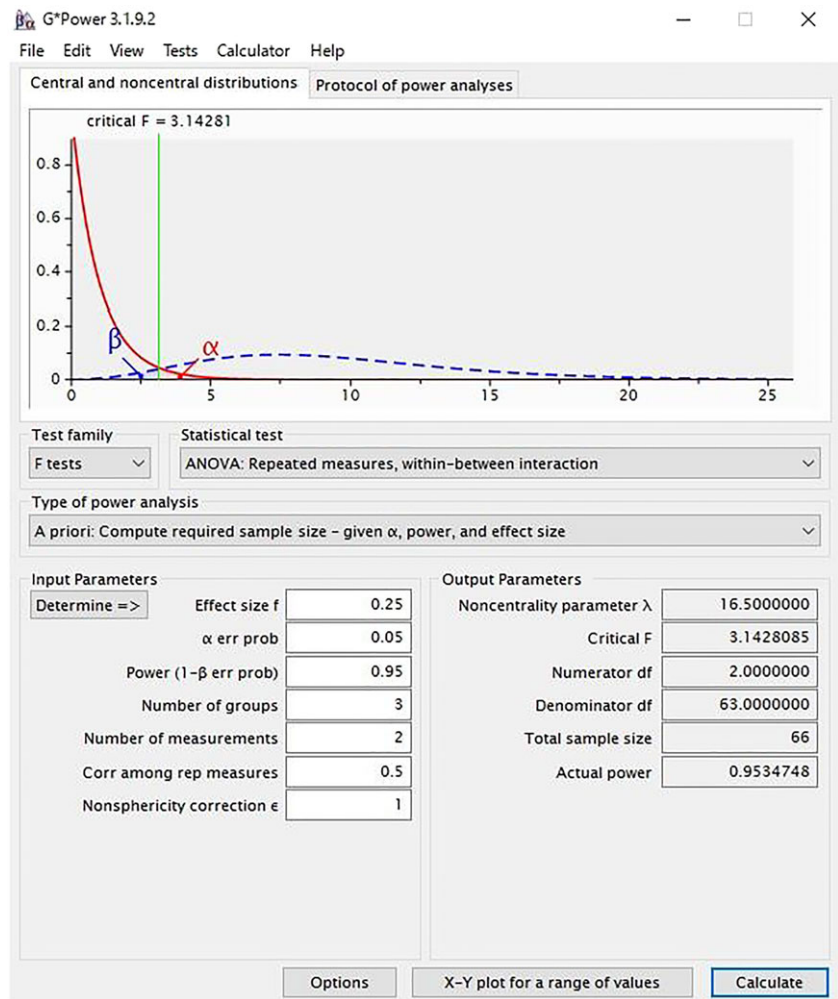 G*Power 3.1.9.2
File Edit View Tests Calculator Help
Central and noncentral distributions Protocol of power analyses
critical F = 3.14281
0.8
0.6
0.4
0.2
0
β α
0 5 10 15 20 25
Test family Statistical test
F tests ANOVA: Repeated measures, within-between interaction
Type of power analysis
A priori: Compute required sample size - given α, power, and effect size
Input Parameters Output Parameters
Determine => Effect size f 0.25 Noncentrality parameter λ 16.5000000
α err prob 0.05 Critical F 3.1428085
Power (1-β err prob) 0.95 Numerator df 2.0000000
Number of groups 3 Denominator df 63.0000000
Number of measurements 2 Total sample size 66
Corr among rep measures 0.5 Actual power 0.9534748
Nonsphericity correction ϵ 1
Options X-Y plot for a range of values Calculate